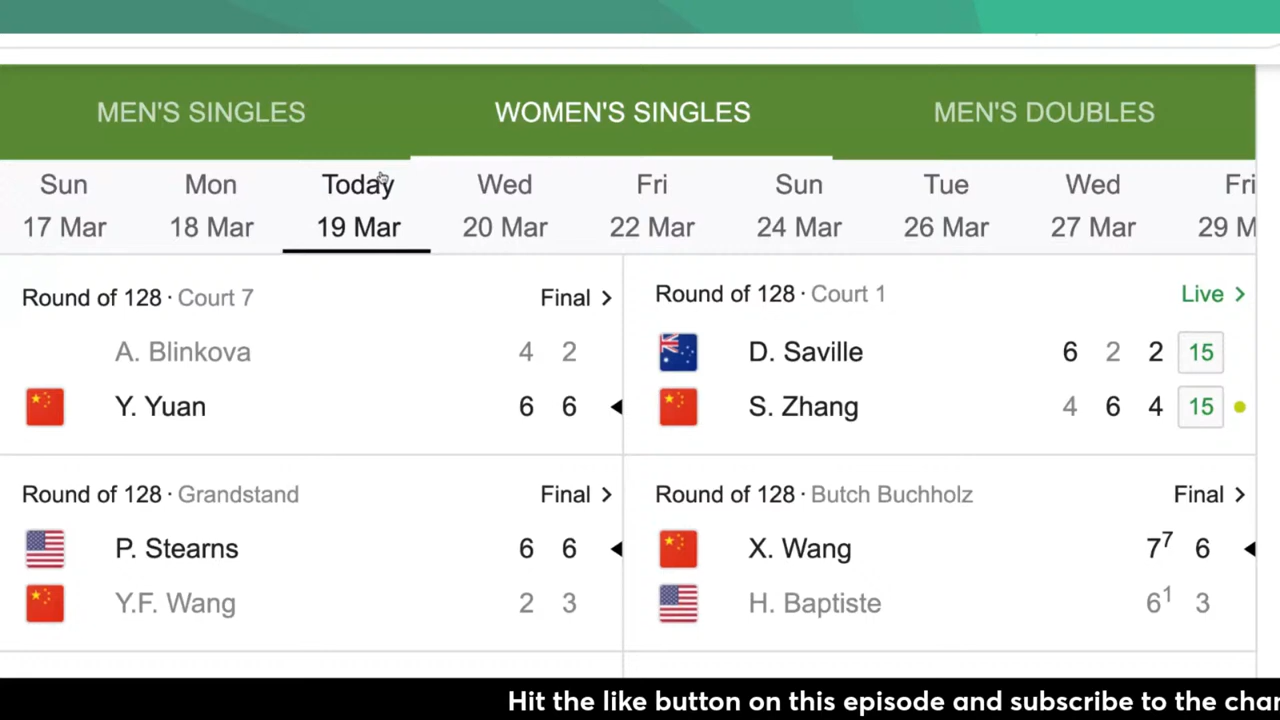 MEN'S SINGLES WOMEN'S SINGLES MEN'S DOUBLES
Sun Mon Today Wed Fri Sun Tue Wed Fri
17 Mar 18 Mar 19 Mar 20 Mar 22 Mar 24 Mar 26 Mar 27 Mar 29 M
Round of 128 · Court 7 Final
A. Blinkova 4 2
Y. Yuan 6 6
Round of 128 · Court 1 Live
D. Saville 6 2 2 15
S. Zhang 4 6 4 15
Round of 128 · Grandstand Final
P. Stearns 6 6
Y.F. Wang 2 3
Round of 128 · Butch Buchholz Final
X. Wang 7⁷ 6
H. Baptiste 6¹ 3
Hit the like button on this episode and subscribe to the chan